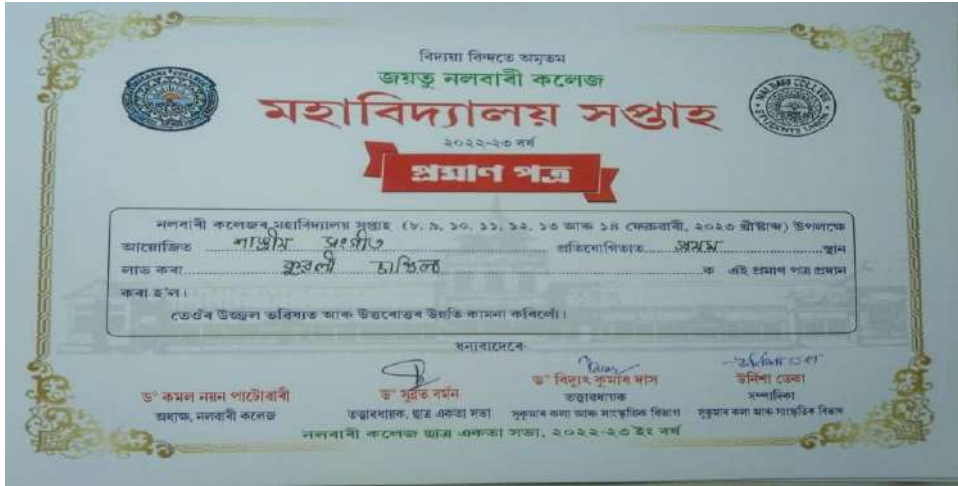 বিদ্যয়া বিন্দতে অমৃতম
জয়তু নলবাৰী কলেজ
মহাবিদ্যালয় সপ্তাহ
২০২২-২৩ বৰ্ষ
প্ৰমাণ পত্ৰ
নলবাৰী কলেজৰ মহাবিদ্যালয় সপ্তাহ (৮, ৯, ১০, ১১, ১২, ১৩ আৰু ১৪ ফেব্ৰুৱাৰী, ২০২৩ খ্ৰীষ্টাব্দ) উপলক্ষে
আয়োজিত শাস্ত্ৰীয় সংগীত প্ৰতিযোগিতাত প্ৰথম স্থান
লাভ কৰা ক এই প্ৰমাণ পত্ৰ প্ৰদান
কৰা হ'ল।
তেওঁৰ উজ্জ্বল ভৱিষ্যত আৰু উত্তৰোত্তৰ উন্নতি কামনা কৰিলোঁ।
ধন্যবাদেৰে-
ড° কমল নয়ন পাটোৱাৰী
ড° সুব্ৰত বৰ্মন
ড° বিদ্যুৎ কুমাৰ দাস
উৰ্নিশা ডেকা
অধ্যক্ষ, নলবাৰী কলেজ
তত্ত্বাৱধায়ক, ছাত্ৰ একতা সভা
তত্ত্বাৱধায়ক
সুকুমাৰ কলা আৰু সাংস্কৃতিক বিভাগ
সম্পাদিকা
সুকুমাৰ কলা আৰু সাংস্কৃতিক বিভাগ
নলবাৰী কলেজ ছাত্ৰ একতা সভা, ২০২২-২৩ ইং বৰ্ষ